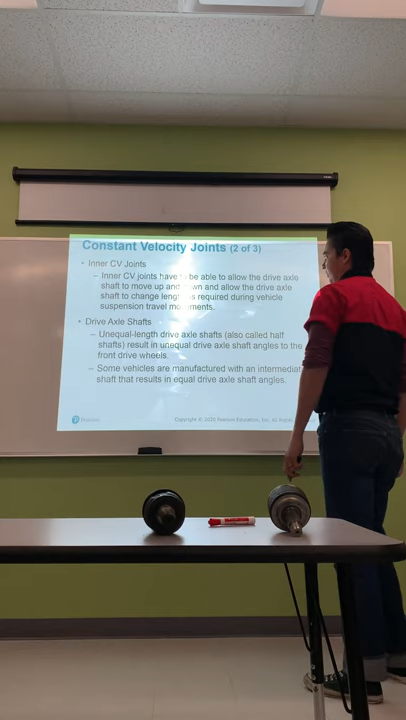 Constant Velocity Joints (2 of 3)
• Inner CV Joints
– Inner CV joints have to be able to allow the drive axle
shaft to move up and down and allow the drive axle
shaft to change length as required during vehicle
suspension travel movements.
• Drive Axle Shafts
– Unequal-length drive axle shafts (also called half
shafts) result in unequal drive axle shaft angles to the
front drive wheels.
– Some vehicles are manufactured with an intermediate
shaft that results in equal drive axle shaft angles.
Pearson
Copyright © 2020 Pearson Education, Inc. All Rights